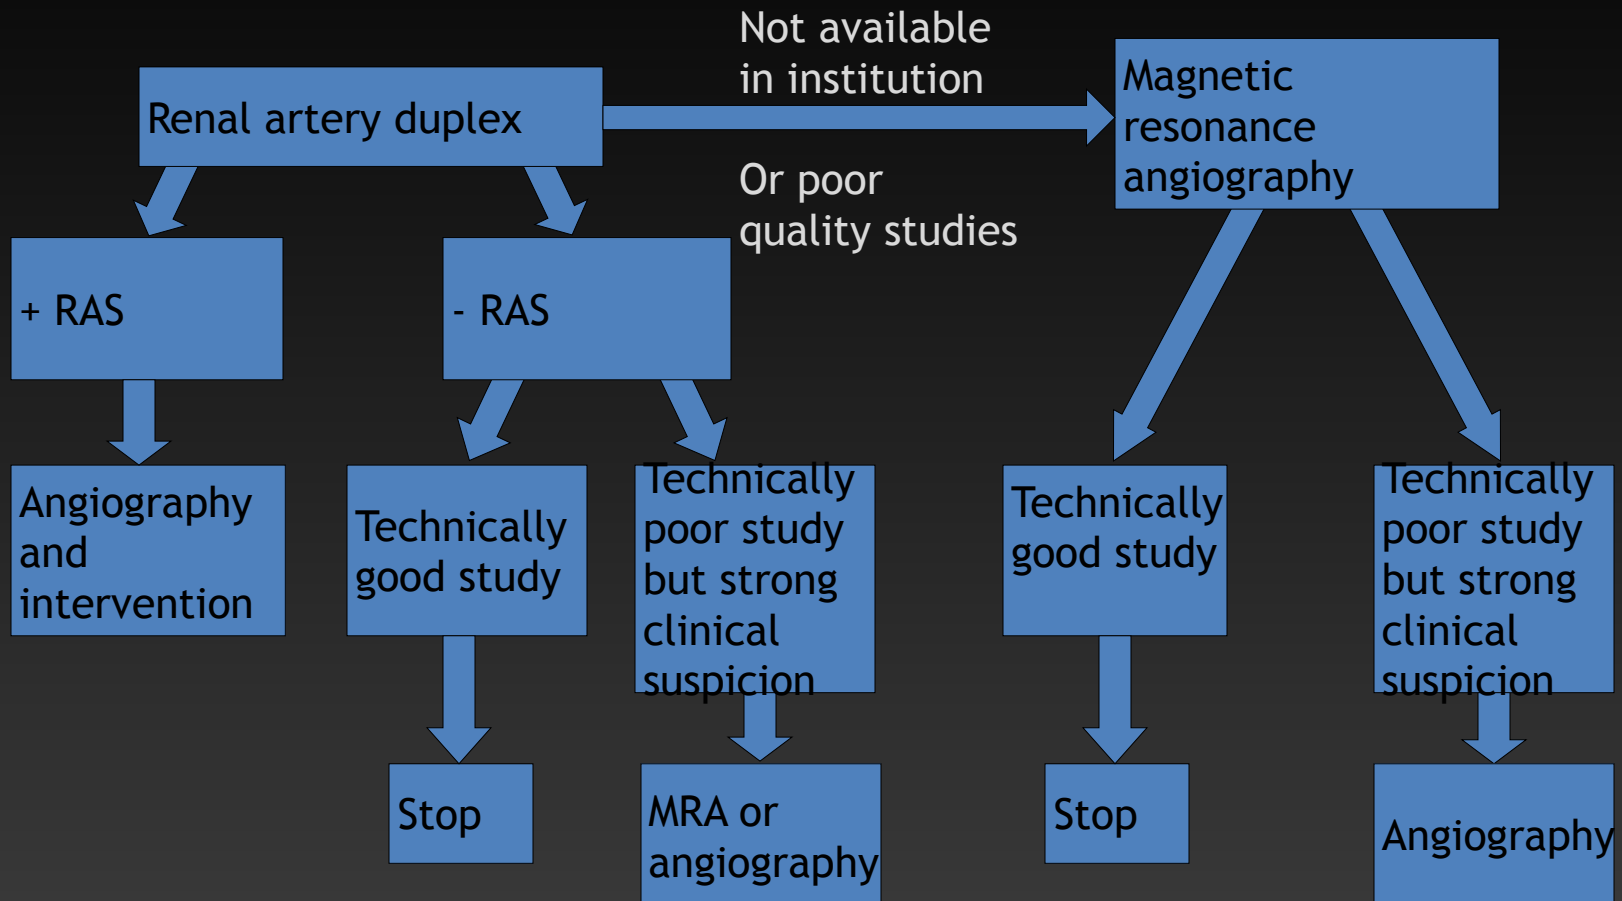 Not available
in institution
Renal artery duplex
Magnetic
resonance
angiography
Or poor
quality studies
+ RAS
- RAS
Angiography
and
intervention
Technically
good study
Technically
poor study
but strong
clinical
suspicion
Technically
good study
Technically
poor study
but strong
clinical
suspicion
Stop
MRA or
angiography
Stop
Angiography